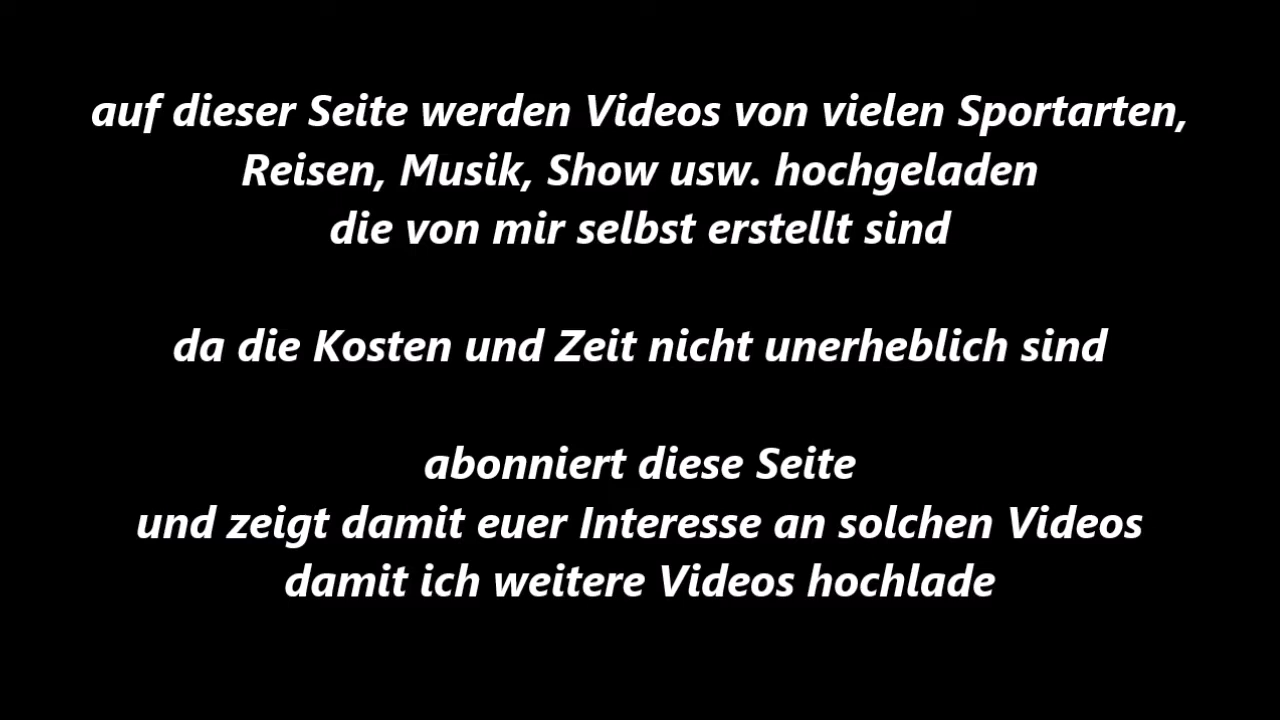 auf dieser Seite werden Videos von vielen Sportarten,
Reisen, Musik, Show usw. hochgeladen
die von mir selbst erstellt sind
da die Kosten und Zeit nicht unerheblich sind
abonniert diese Seite
und zeigt damit euer Interesse an solchen Videos
damit ich weitere Videos hochlade